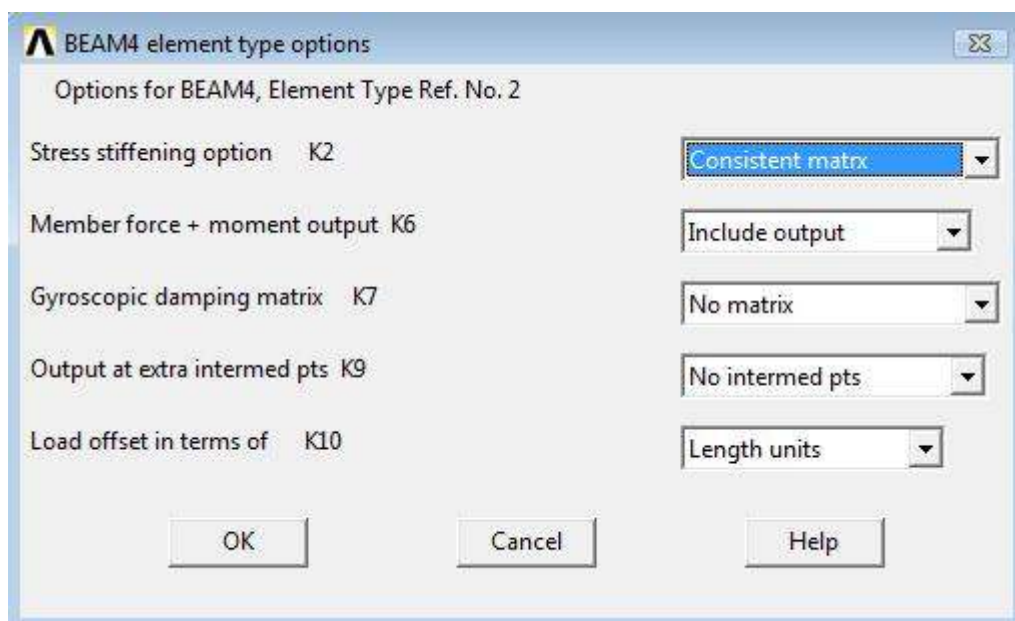 BEAM4 element type options
Options for BEAM4, Element Type Ref. No. 2
Stress stiffening option K2 Consistent matrx
Member force + moment output K6 Include output
Gyroscopic damping matrix K7 No matrix
Output at extra intermed pts K9 No intermed pts
Load offset in terms of K10 Length units
OK Cancel Help